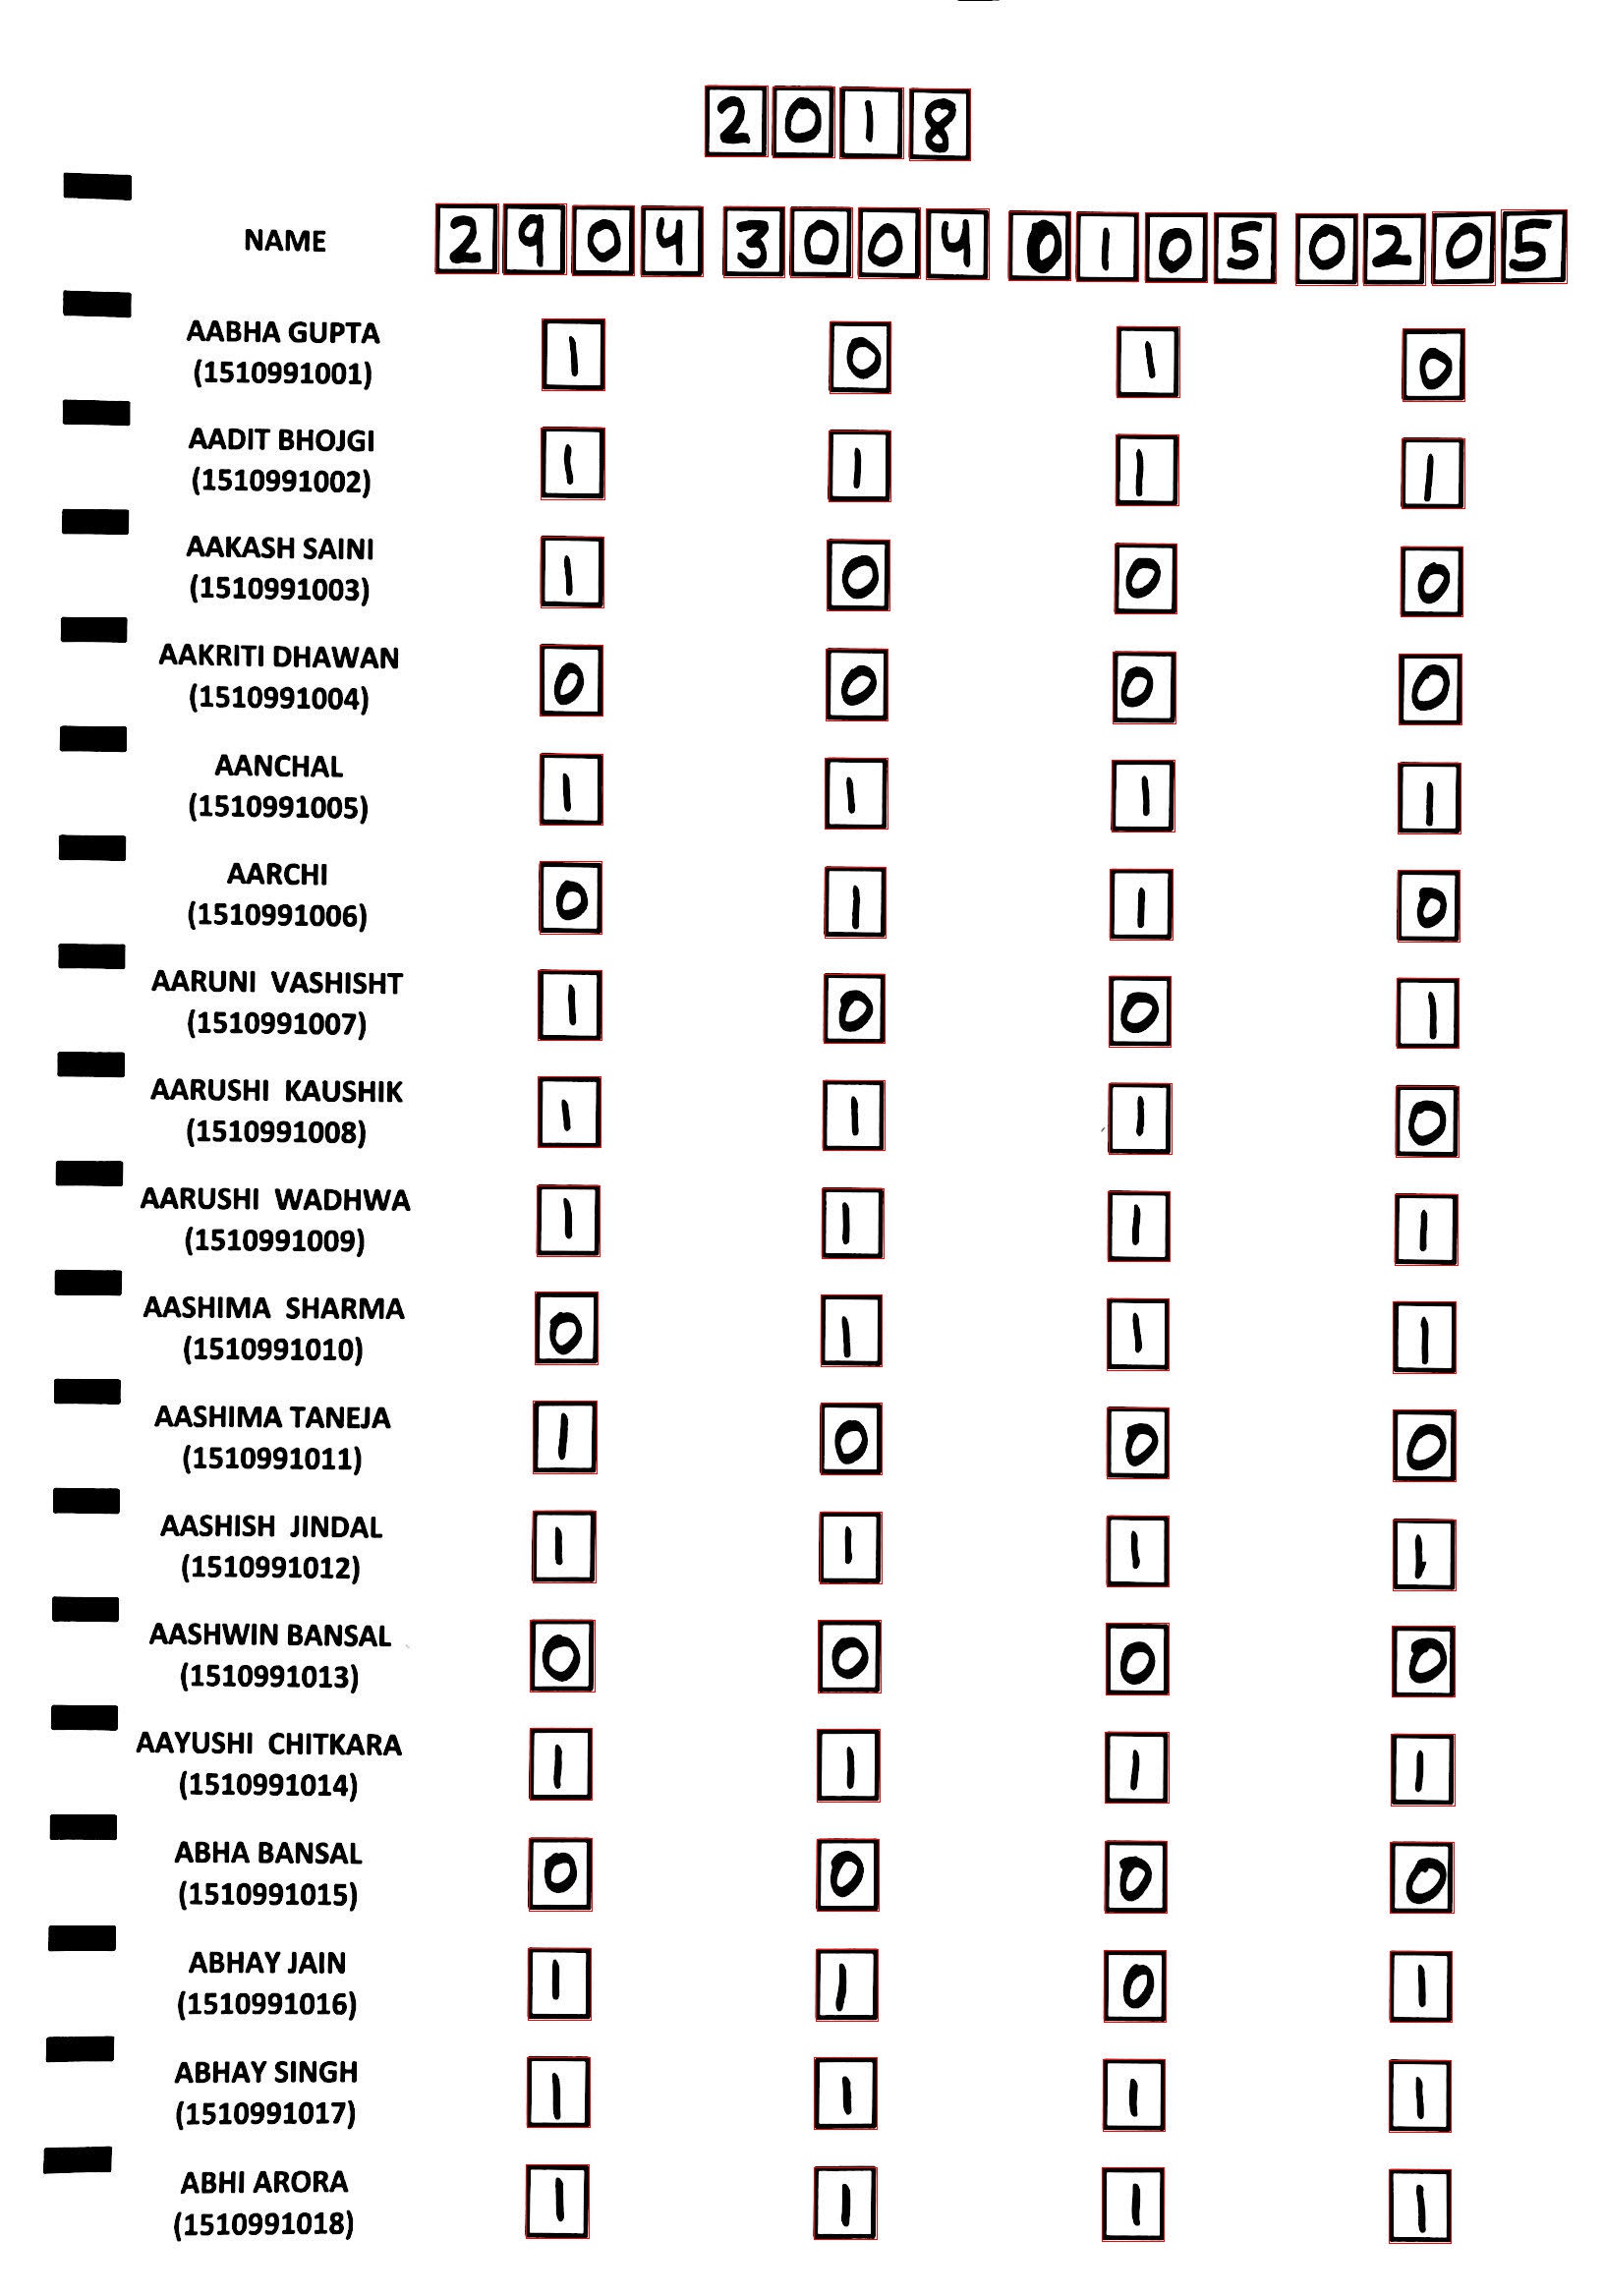 2018
NAME 2904 3004 0105 0205
AABHA GUPTA
(1510991001) 1 0 1 0
AADIT BHOJGI
(1510991002) 1 1 1 1
AAKASH SAINI
(1510991003) 1 0 0 0
AAKRITI DHAWAN
(1510991004) 0 0 0 0
AANCHAL
(1510991005) 1 1 1 1
AARCHI
(1510991006) 0 1 1 0
AARUNI VASHISHT
(1510991007) 1 0 0 1
AARUSHI KAUSHIK
(1510991008) 1 1 1 0
AARUSHI WADHWA
(1510991009) 1 1 1 1
AASHIMA SHARMA
(1510991010) 0 1 1 1
AASHIMA TANEJA
(1510991011) 1 0 0 0
AASHISH JINDAL
(1510991012) 1 1 1 1
AASHWIN BANSAL
(1510991013) 0 0 0 0
AAYUSHI CHITKARA
(1510991014) 1 1 1 1
ABHA BANSAL
(1510991015) 0 0 0 0
ABHAY JAIN
(1510991016) 1 1 0 1
ABHAY SINGH
(1510991017) 1 1 1 1
ABHI ARORA
(1510991018) 1 1 1 1